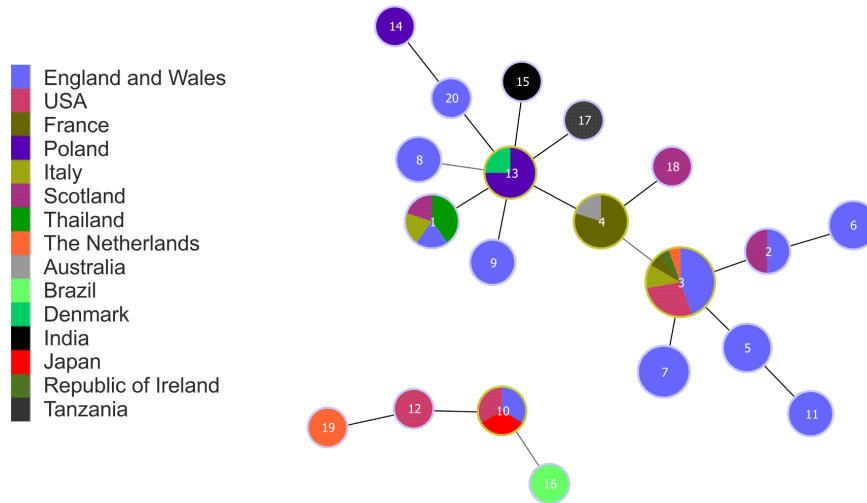 England and Wales
USA
France
Poland
Italy
Scotland
Thailand
The Netherlands
Australia
Brazil
Denmark
India
Japan
Republic of Ireland
Tanzania
14
20
15
17
8
13
18
1
4
9
3
2
6
7
5
11
12
10
19
16